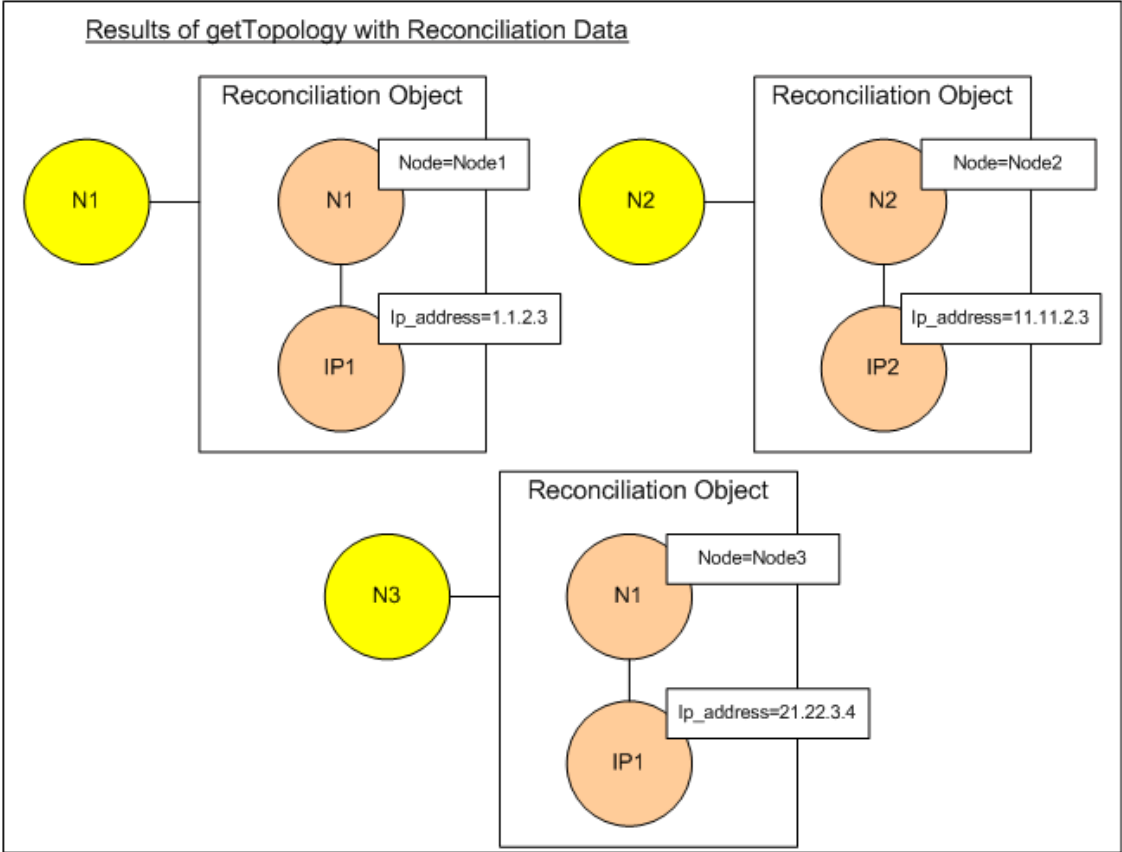 Results of getTopology with Reconciliation Data
Reconciliation Object
N1
N1
Node=Node1
Ip_address=1.1.2.3
IP1
Reconciliation Object
N2
N2
Node=Node2
Ip_address=11.11.2.3
IP2
Reconciliation Object
N3
N1
Node=Node3
Ip_address=21.22.3.4
IP1